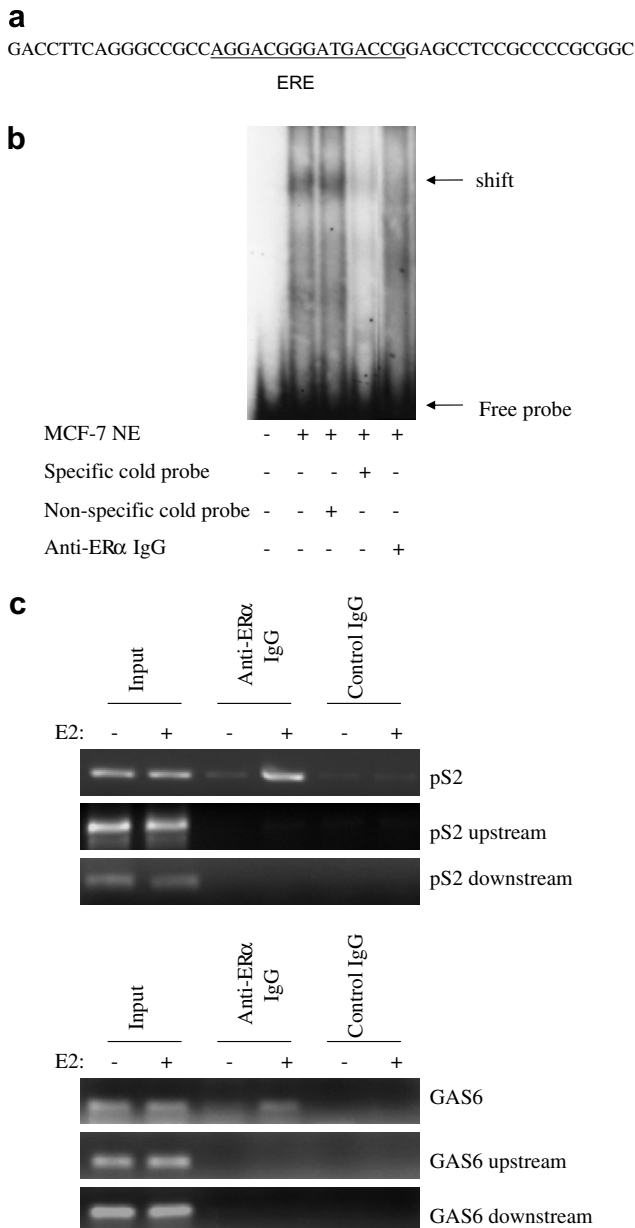 a
GACCTTCAGGGCCGCCAGGACGGGATGACCGGAGCCTCCGCCCCGCGGC
ERE
b
shift
Free probe
MCF-7 NE - + + + +
Specific cold probe - - - + -
Non-specific cold probe - - + - -
Anti-ERα IgG - - - - +
c
Input
Anti-ERα IgG
Control IgG
E2: - + - + - +
pS2
pS2 upstream
pS2 downstream
Input
Anti-ERα IgG
Control IgG
E2: - + - + - +
GAS6
GAS6 upstream
GAS6 downstream